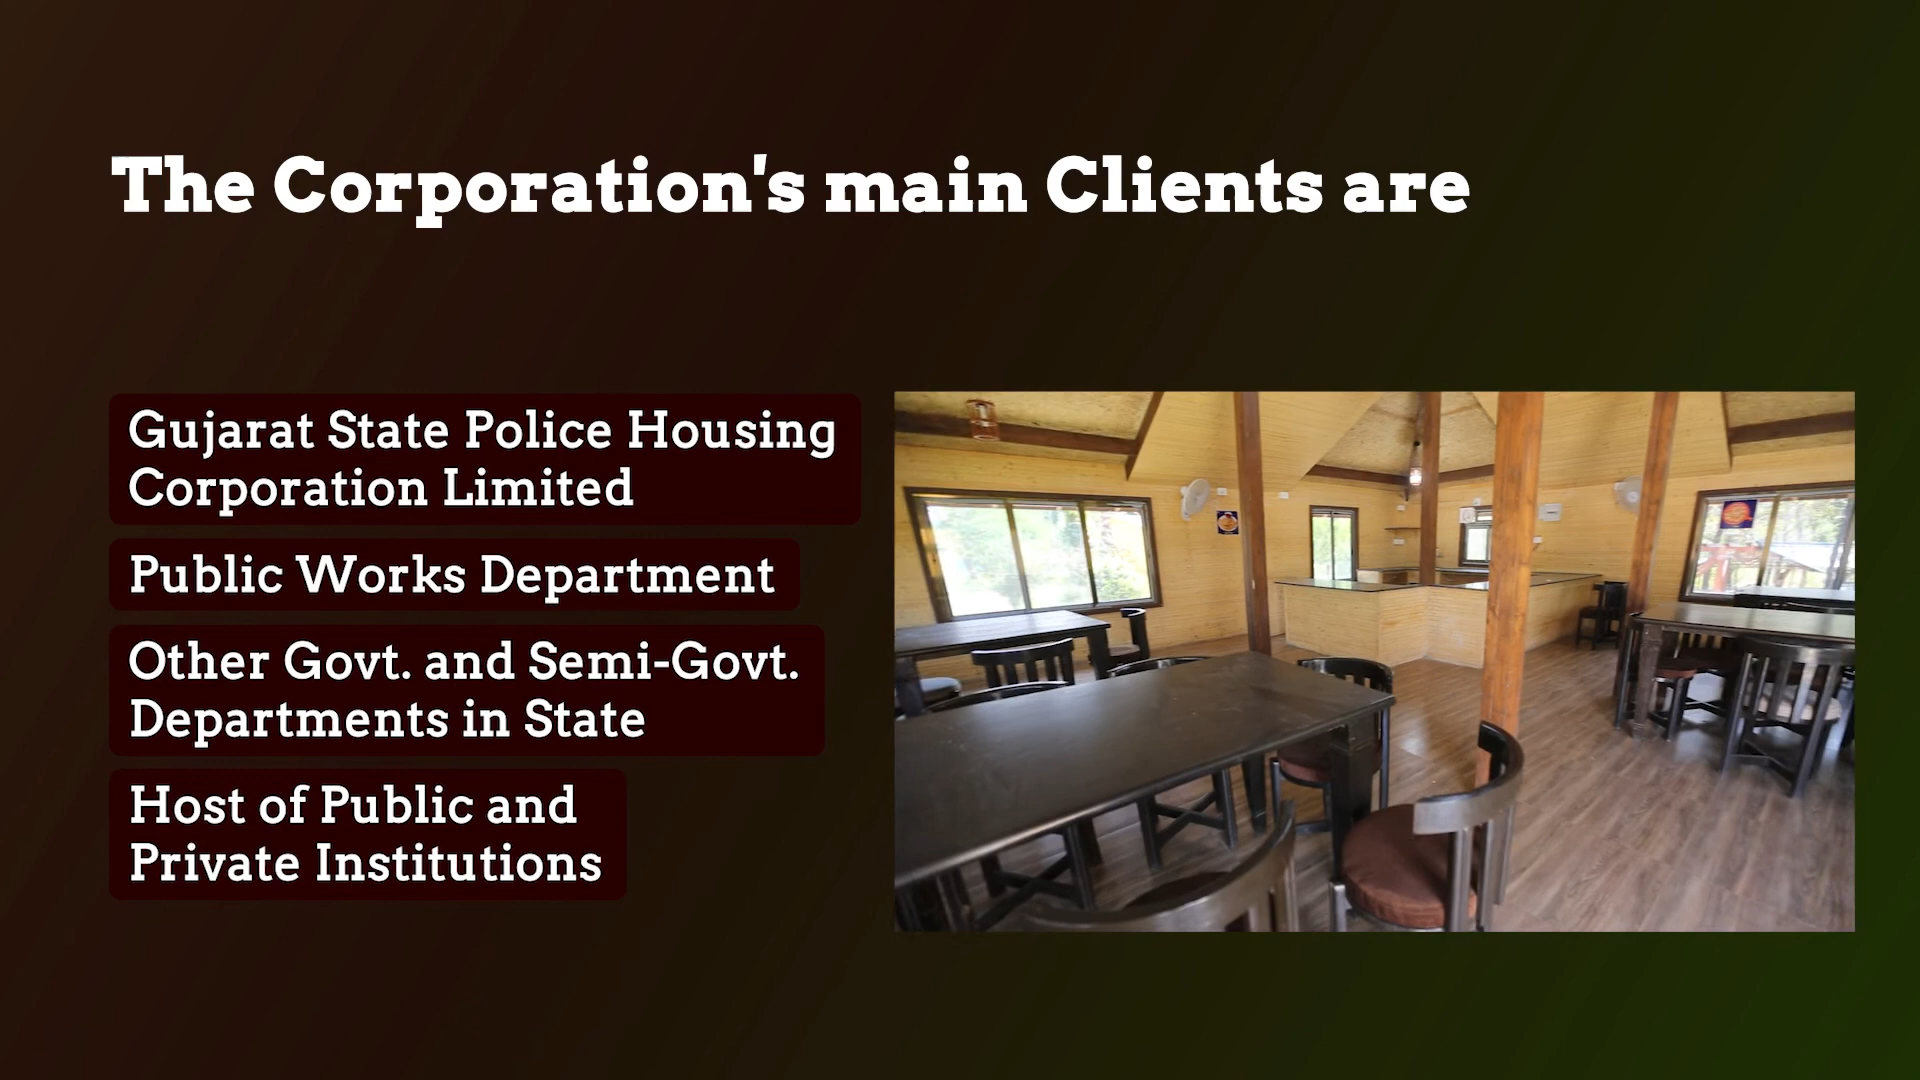 The Corporation's main Clients are
Gujarat State Police Housing
Corporation Limited
Public Works Department
Other Govt. and Semi-Govt.
Departments in State
Host of Public and
Private Institutions